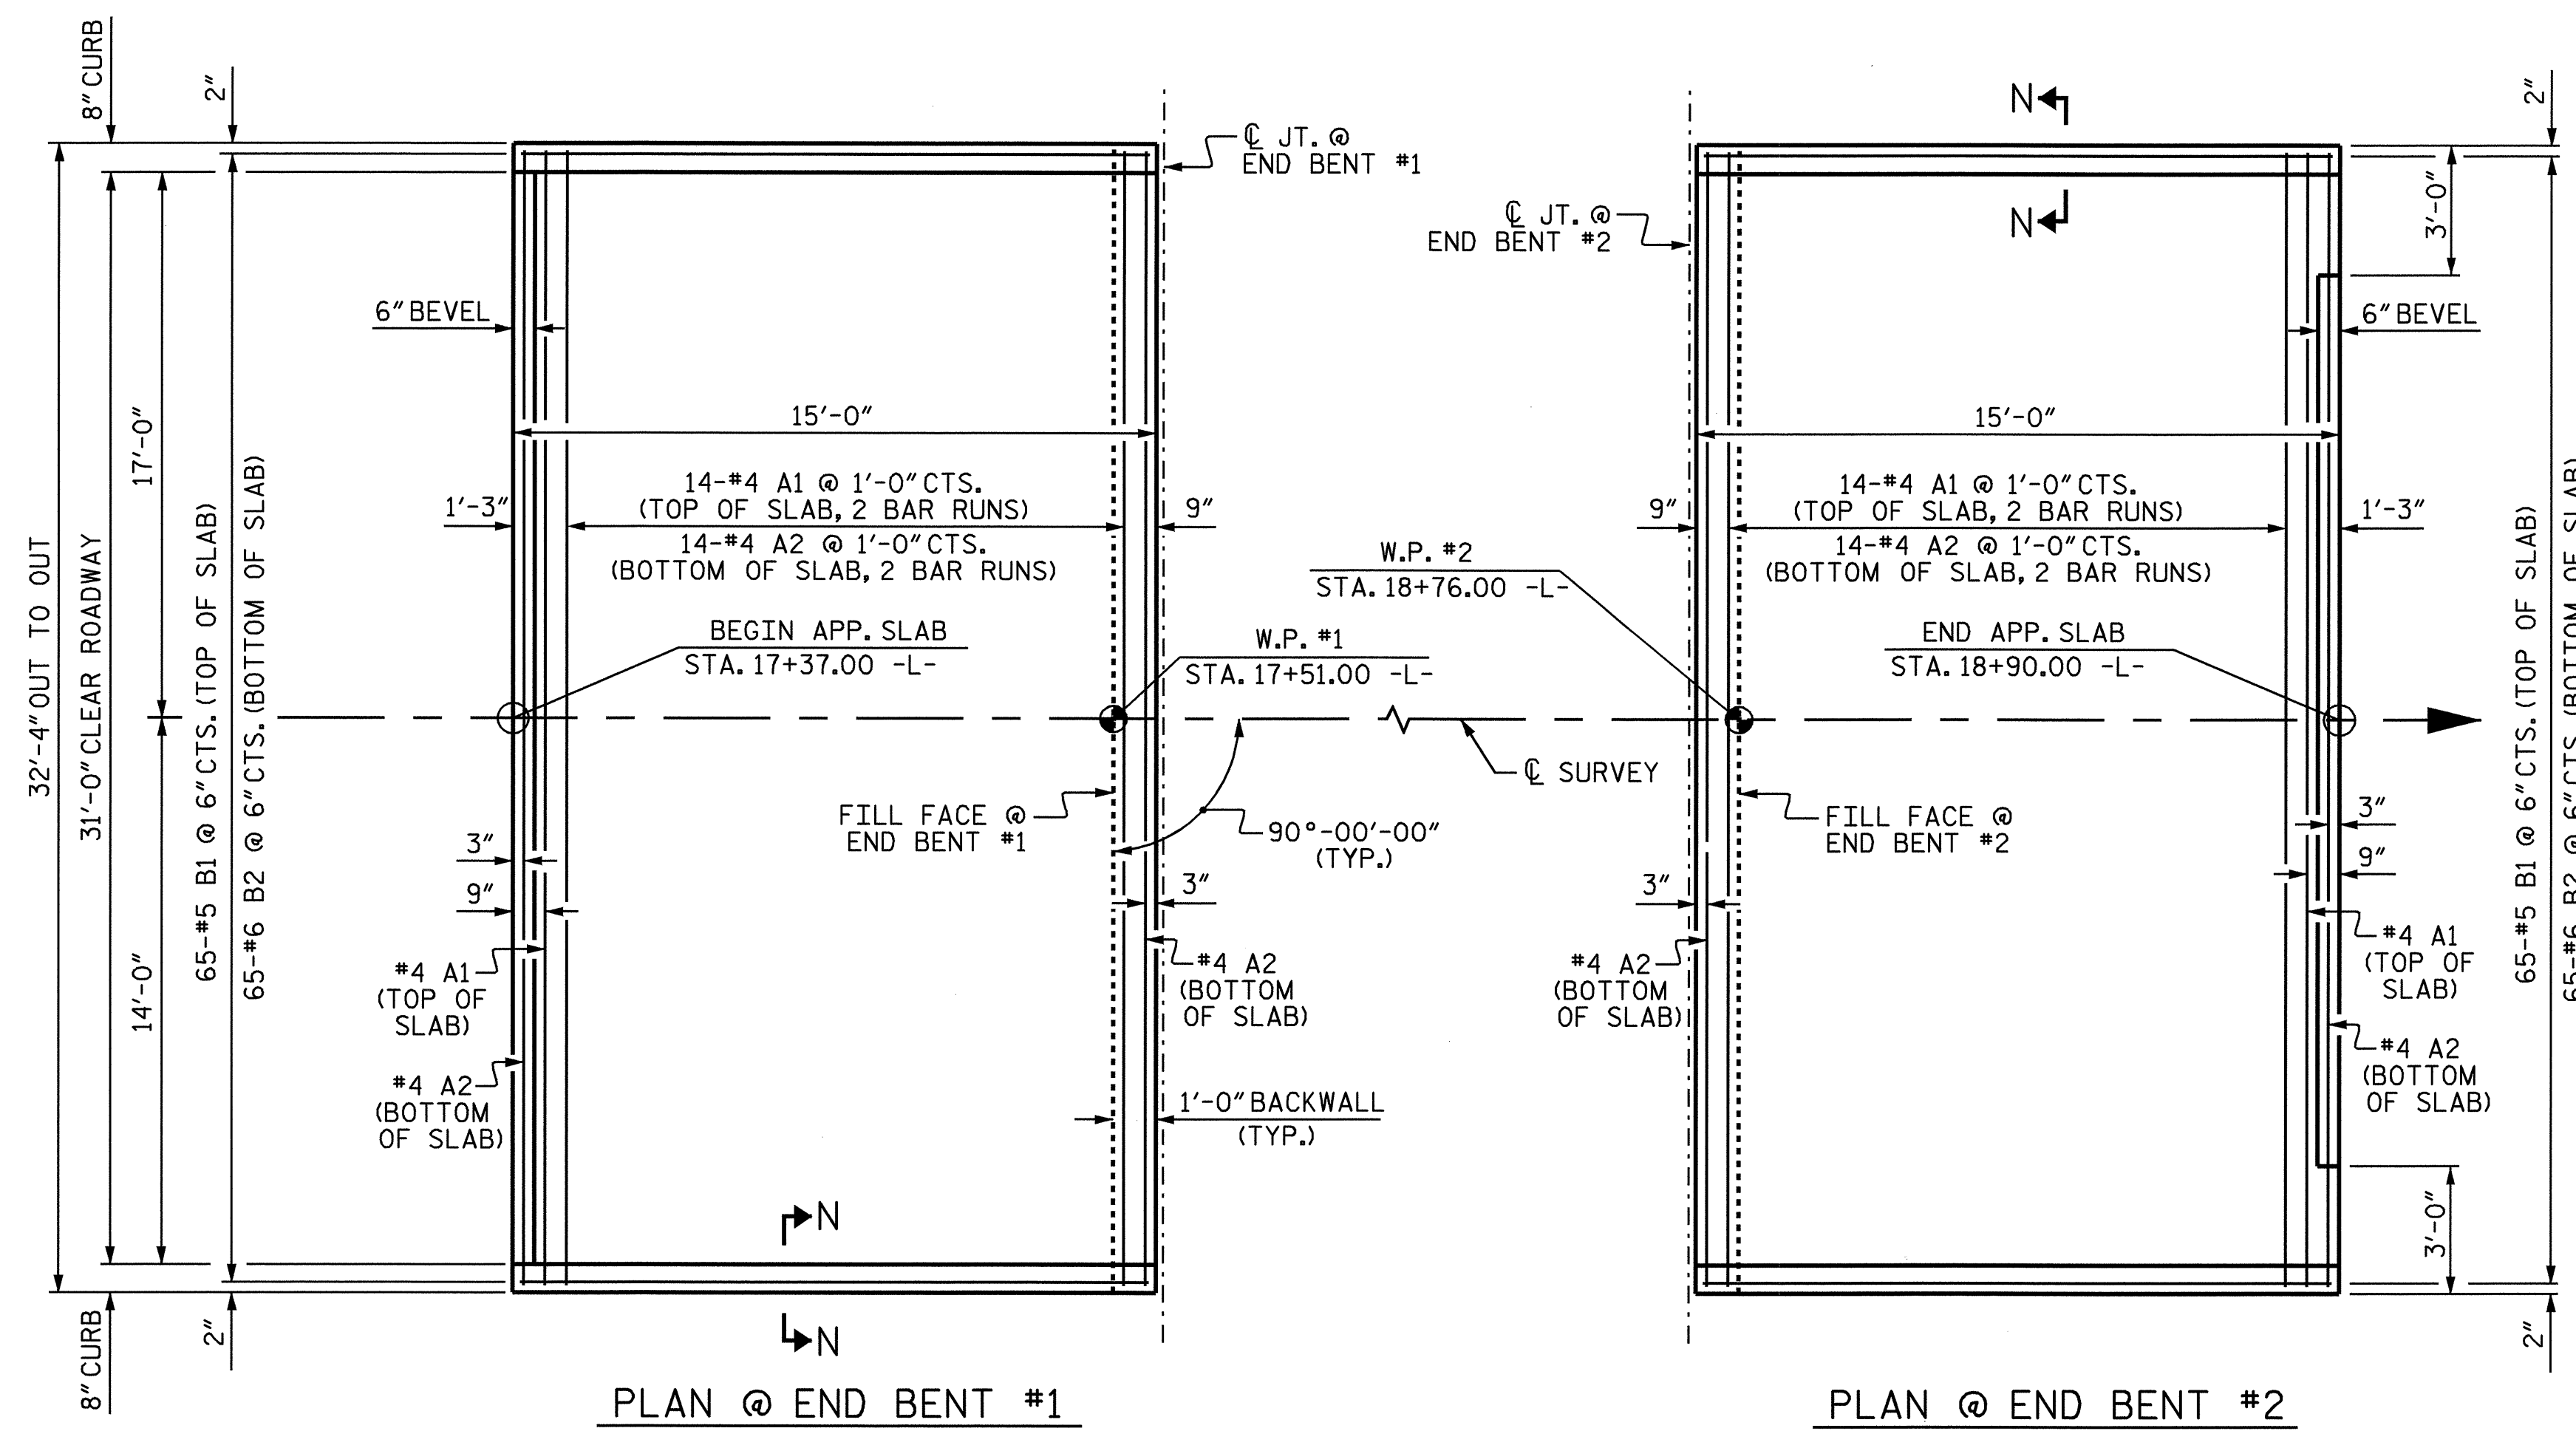 8" CURB
2"
32'-4" OUT TO OUT
31'-0" CLEAR ROADWAY
17'-0"
14'-0"
65-#5 B1 @ 6" CTS. (TOP OF SLAB)
65-#6 B2 @ 6" CTS. (BOTTOM OF SLAB)
8" CURB
2"
6" BEVEL
15'-0"
1'-3"
14-#4 A1 @ 1'-0" CTS.
(TOP OF SLAB, 2 BAR RUNS)
14-#4 A2 @ 1'-0" CTS.
(BOTTOM OF SLAB, 2 BAR RUNS)
9"
BEGIN APP. SLAB
STA. 17+37.00 -L-
3"
9"
#4 A1
(TOP OF
SLAB)
#4 A2
(BOTTOM
OF SLAB)
FILL FACE @
END BENT #1
N
N
℄ JT. @
END BENT #1
W.P. #1
STA. 17+51.00 -L-
90°-00'-00"
(TYP.)
3"
#4 A2
(BOTTOM
OF SLAB)
1'-0" BACKWALL
(TYP.)
PLAN @ END BENT #1
℄ JT. @
END BENT #2
W.P. #2
STA. 18+76.00 -L-
℄ SURVEY
N
N
15'-0"
9"
14-#4 A1 @ 1'-0" CTS.
(TOP OF SLAB, 2 BAR RUNS)
14-#4 A2 @ 1'-0" CTS.
(BOTTOM OF SLAB, 2 BAR RUNS)
1'-3"
END APP. SLAB
STA. 18+90.00 -L-
FILL FACE @
END BENT #2
3"
#4 A2
(BOTTOM
OF SLAB)
2"
3'-0"
6" BEVEL
3"
9"
#4 A1
(TOP OF
SLAB)
#4 A2
(BOTTOM
OF SLAB)
3'-0"
2"
65-#5 B1 @ 6" CTS. (TOP OF SLAB)
65-#6 B2 @ 6" CTS. (BOTTOM OF SLAB)
PLAN @ END BENT #2